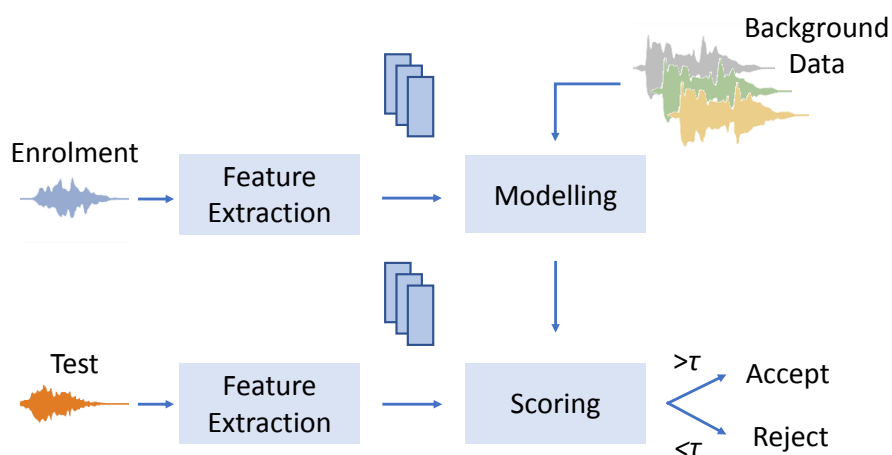 Background
Data
Enrolment
Feature
Extraction
Modelling
Test
Feature
Extraction
Scoring
>τ
Accept
<τ
Reject